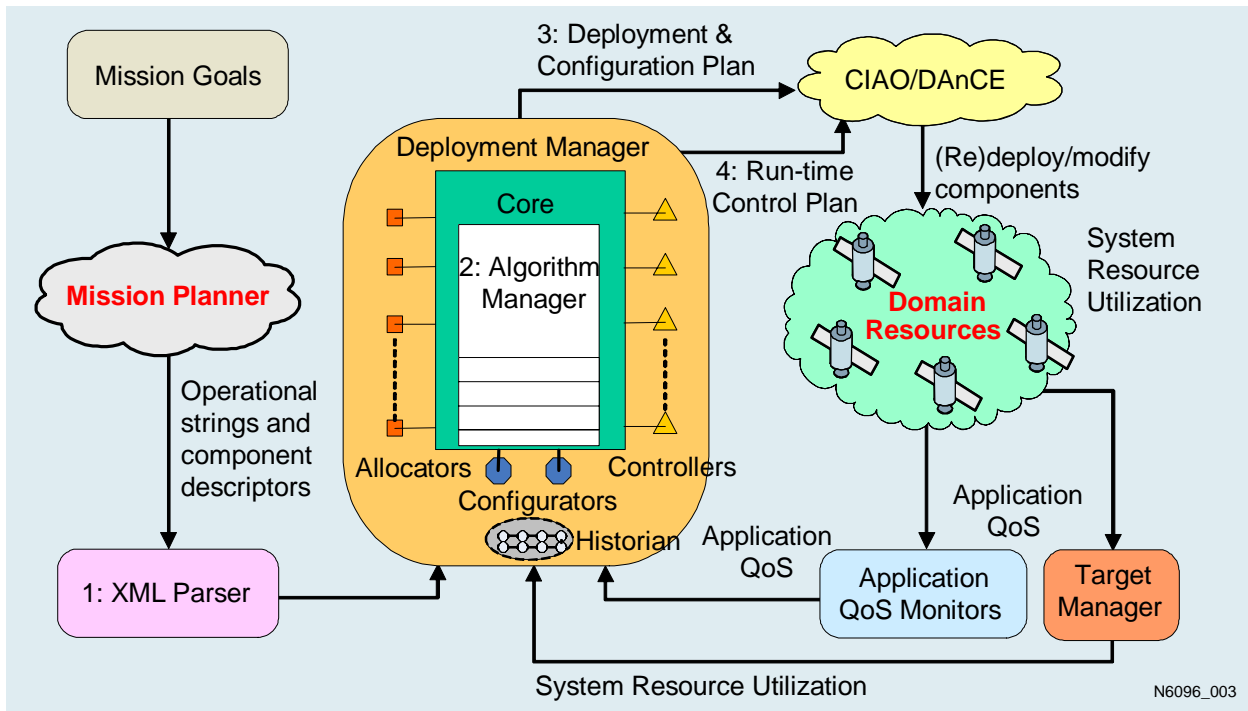 Mission Goals
Mission Planner
Operational
strings and
component
descriptors
1: XML Parser
3: Deployment &
Configuration Plan
Deployment Manager
Core
2: Algorithm
Manager
Allocators
Controllers
Configurators
Historian
4: Run-time
Control Plan
CIAO/DAnCE
(Re)deploy/modify
components
Domain
Resources
System
Resource
Utilization
Application
QoS
Application
QoS
Application
QoS Monitors
Target
Manager
System Resource Utilization
N6096_003